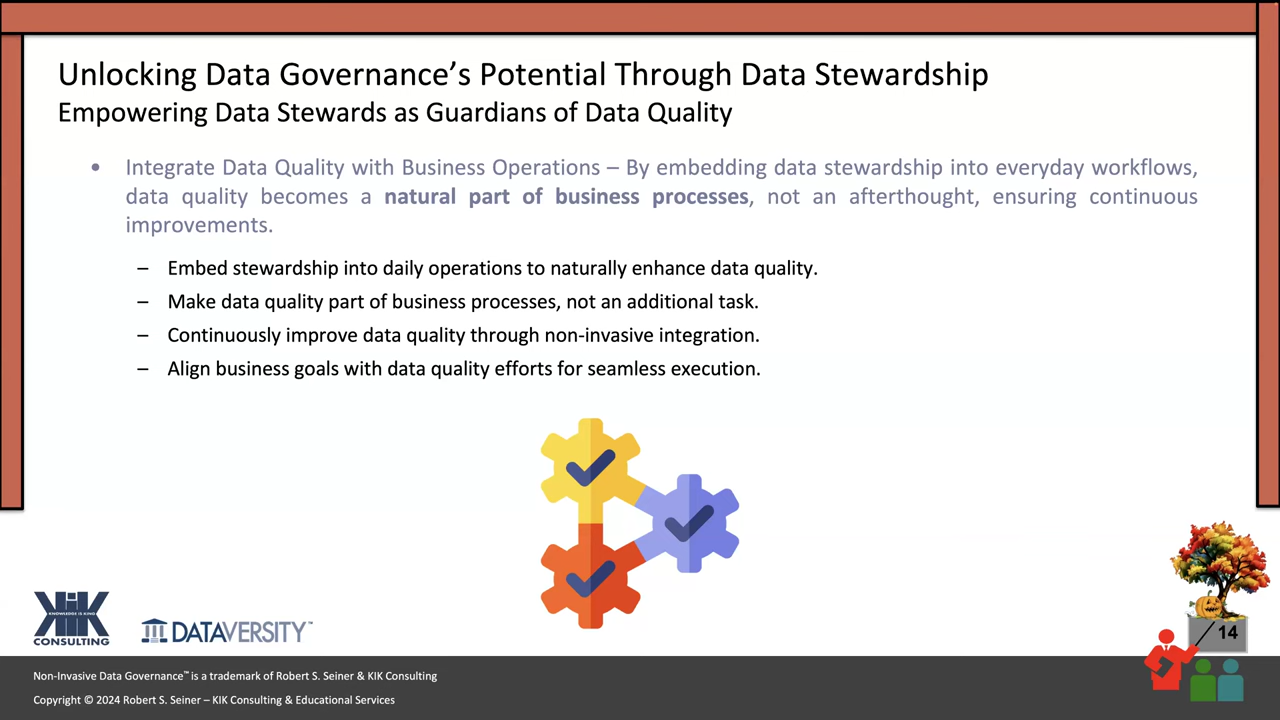 Unlocking Data Governance’s Potential Through Data Stewardship
Empowering Data Stewards as Guardians of Data Quality
• Integrate Data Quality with Business Operations – By embedding data stewardship into everyday workflows,
data quality becomes a natural part of business processes, not an afterthought, ensuring continuous
improvements.
– Embed stewardship into daily operations to naturally enhance data quality.
– Make data quality part of business processes, not an additional task.
– Continuously improve data quality through non-invasive integration.
– Align business goals with data quality efforts for seamless execution.
KIK
KNOWLEDGE IS KING
CONSULTING
DATAVERSITY™
14
Non-Invasive Data Governance™ is a trademark of Robert S. Seiner & KIK Consulting
Copyright © 2024 Robert S. Seiner – KIK Consulting & Educational Services